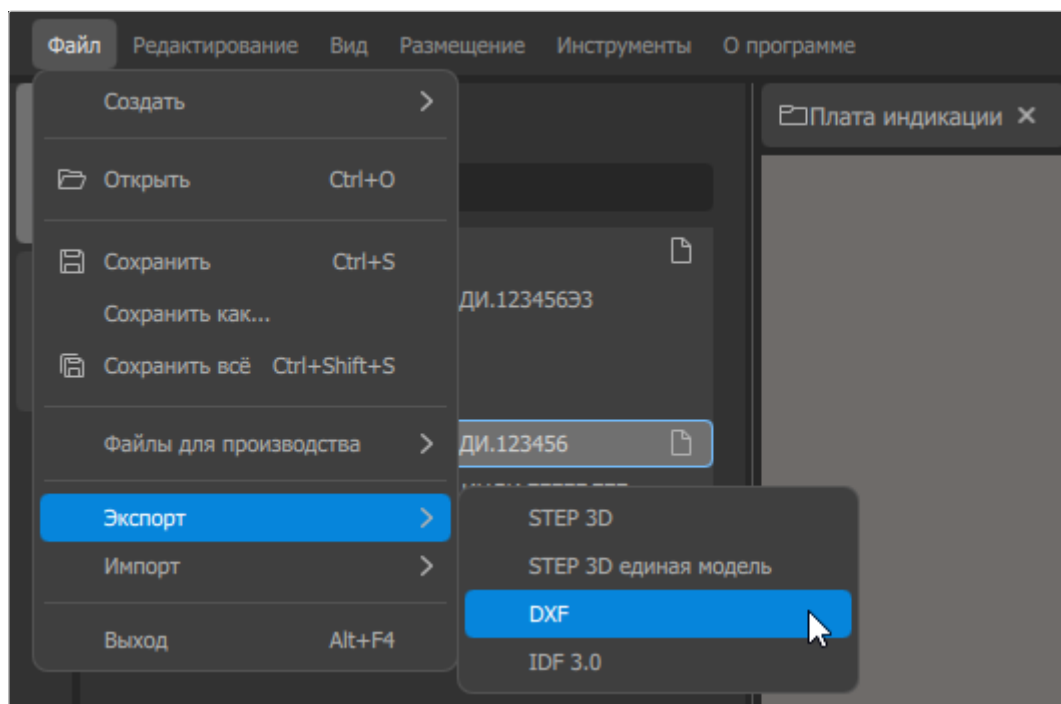 Файл Редактирование Вид Размещение Инструменты О программе
Создать
Плата индикации
Открыть Ctrl+O
Сохранить Ctrl+S
ДИ.123456Э3
Сохранить как...
Сохранить всё Ctrl+Shift+S
Файлы для производства
ДИ.123456
Экспорт
STEP 3D
Импорт
STEP 3D единая модель
DXF
Выход Alt+F4
IDF 3.0